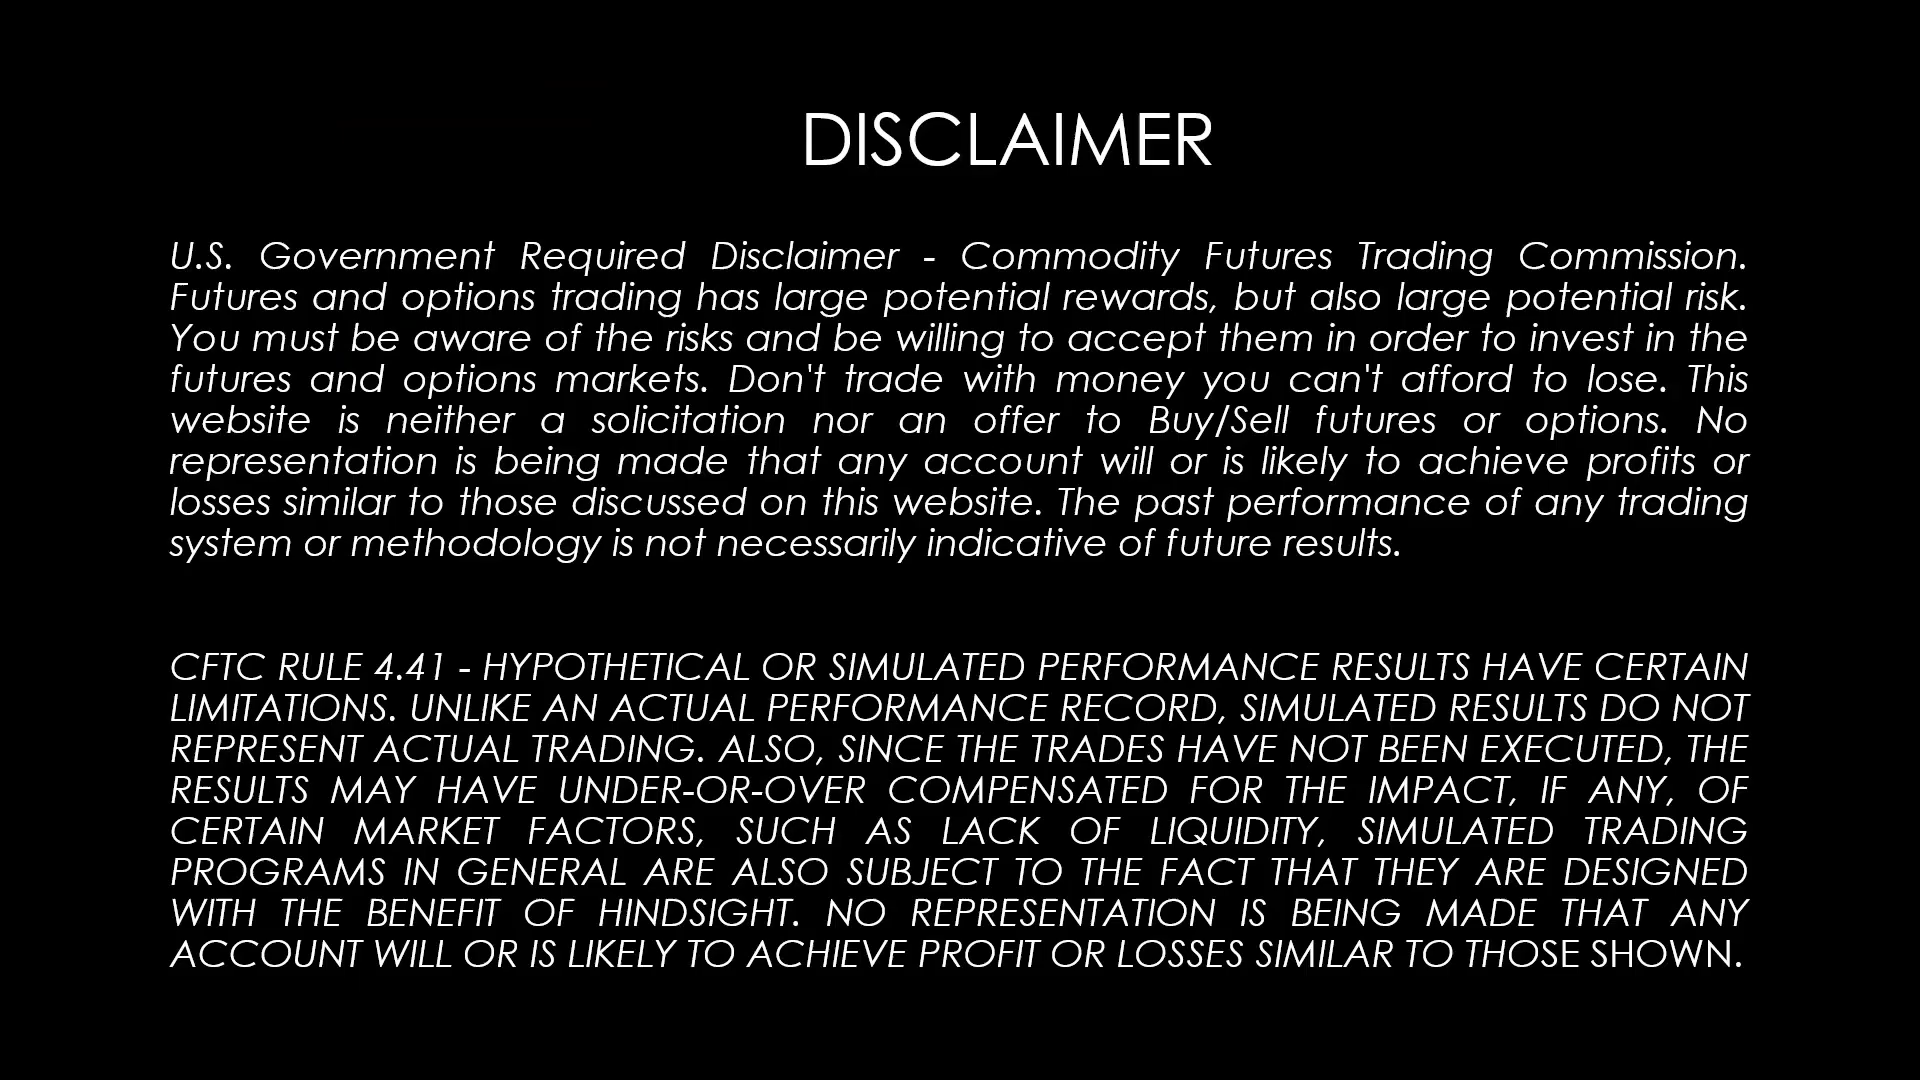 DISCLAIMER
U.S. Government Required Disclaimer - Commodity Futures Trading Commission.
Futures and options trading has large potential rewards, but also large potential risk.
You must be aware of the risks and be willing to accept them in order to invest in the
futures and options markets. Don't trade with money you can't afford to lose. This
website is neither a solicitation nor an offer to Buy/Sell futures or options. No
representation is being made that any account will or is likely to achieve profits or
losses similar to those discussed on this website. The past performance of any trading
system or methodology is not necessarily indicative of future results.
CFTC RULE 4.41 - HYPOTHETICAL OR SIMULATED PERFORMANCE RESULTS HAVE CERTAIN
LIMITATIONS. UNLIKE AN ACTUAL PERFORMANCE RECORD, SIMULATED RESULTS DO NOT
REPRESENT ACTUAL TRADING. ALSO, SINCE THE TRADES HAVE NOT BEEN EXECUTED, THE
RESULTS MAY HAVE UNDER-OR-OVER COMPENSATED FOR THE IMPACT, IF ANY, OF
CERTAIN MARKET FACTORS, SUCH AS LACK OF LIQUIDITY, SIMULATED TRADING
PROGRAMS IN GENERAL ARE ALSO SUBJECT TO THE FACT THAT THEY ARE DESIGNED
WITH THE BENEFIT OF HINDSIGHT. NO REPRESENTATION IS BEING MADE THAT ANY
ACCOUNT WILL OR IS LIKELY TO ACHIEVE PROFIT OR LOSSES SIMILAR TO THOSE SHOWN.